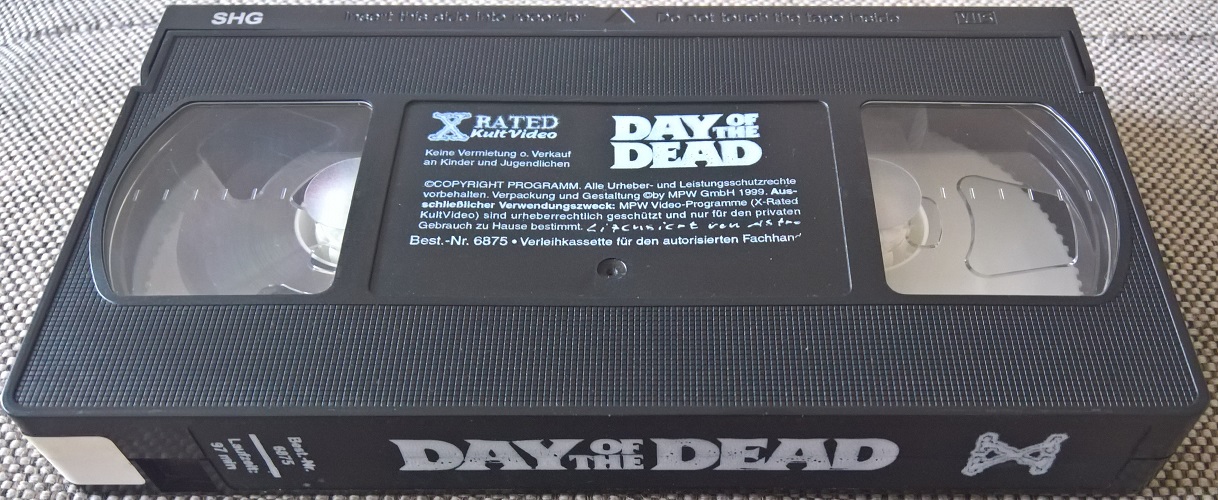 SHG
Insert this side into recorder
Do not touch the tape inside
VHS
X RATED
KultVideo
DAY OF THE DEAD
Keine Vermietung o. Verkauf
an Kinder und Jugendlichen
©COPYRIGHT PROGRAMM. Alle Urheber- und Leistungsschutzrechte
vorbehalten. Verpackung und Gestaltung ©by MPW GmbH 1999. Aus-
schließlicher Verwendungszweck: MPW Video-Programme (X-Rated
KultVideo) sind urheberrechtlich geschützt und nur für den privaten
Gebrauch zu Hause bestimmt.
Best.-Nr. 6875 • Verleihkassette für den autorisierten Fachhan
Best.-Nr.
6875
Laufzeit:
97 min
DAY OF THE DEAD
X